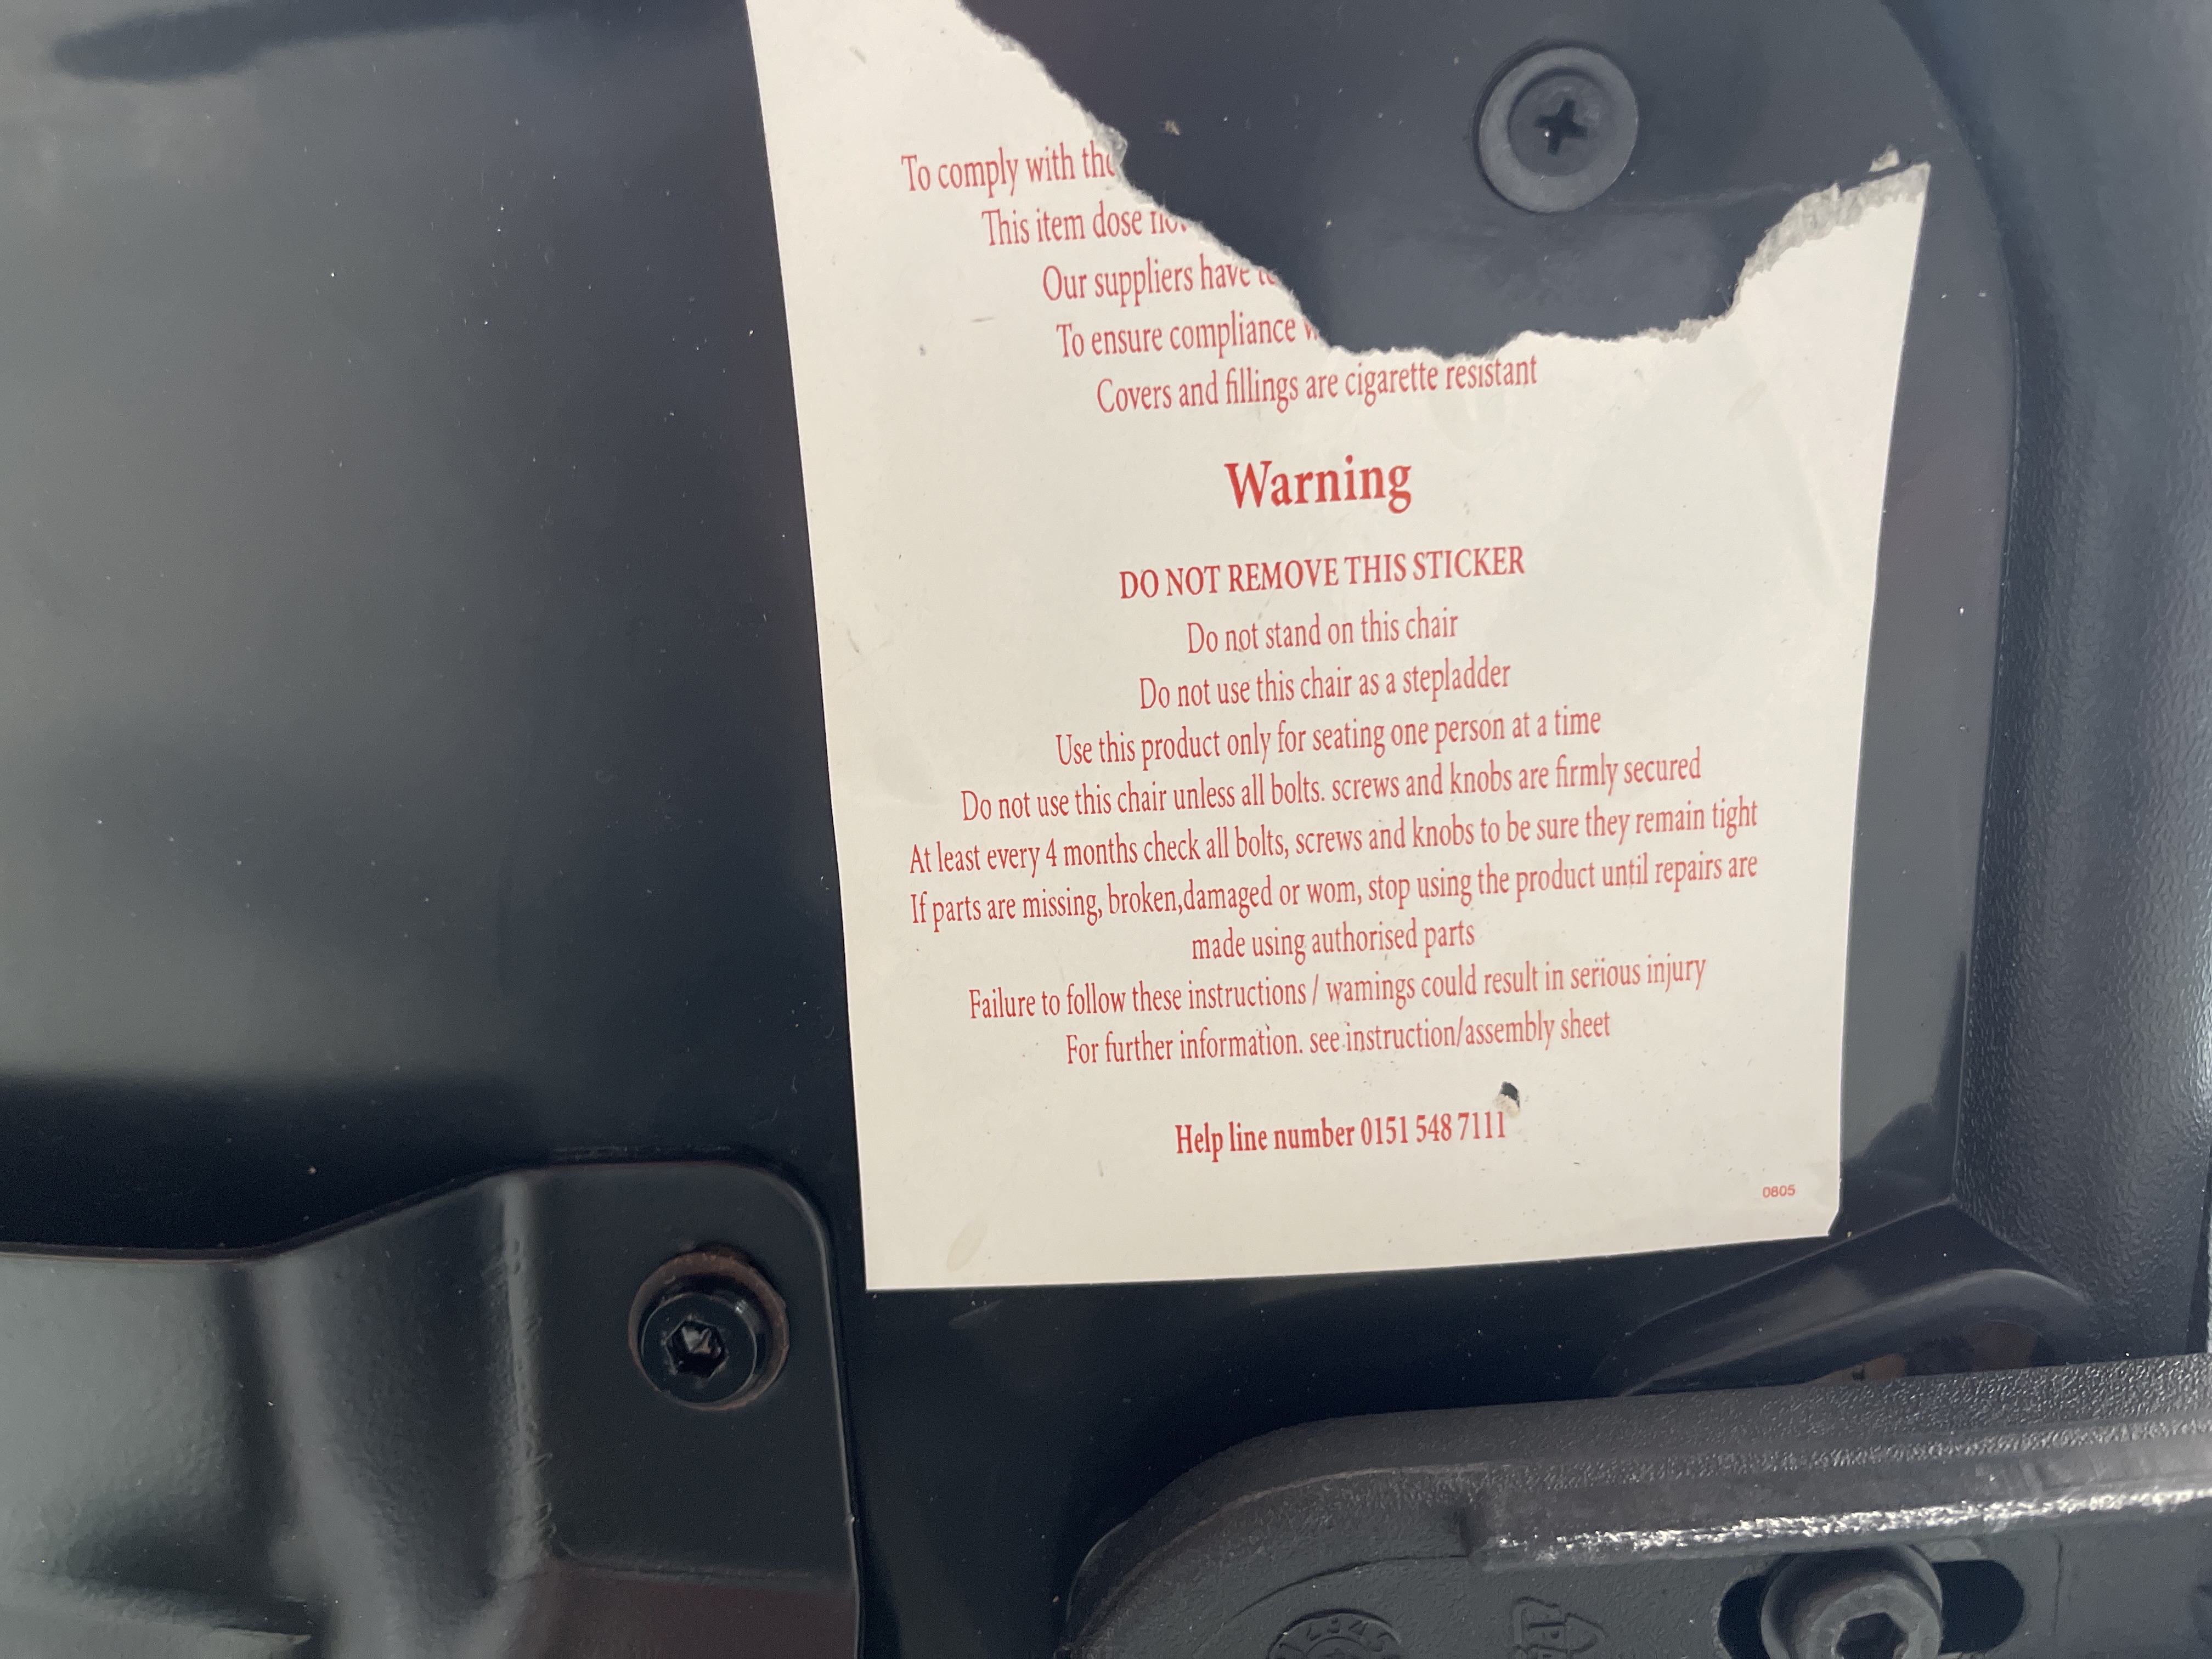 To comply with the
This item dose not
Our suppliers have
To ensure compliance
Covers and fillings are cigarette resistant
Warning
DO NOT REMOVE THIS STICKER
Do not stand on this chair
Do not use this chair as a stepladder
Use this product only for seating one person at a time
Do not use this chair unless all bolts. screws and knobs are firmly secured
At least every 4 months check all bolts, screws and knobs to be sure they remain tight
If parts are missing, broken,damaged or wom, stop using the product until repairs are
made using authorised parts
Failure to follow these instructions / wamings could result in serious injury
For further information. see instruction/assembly sheet
Help line number 0151 548 7111
0805